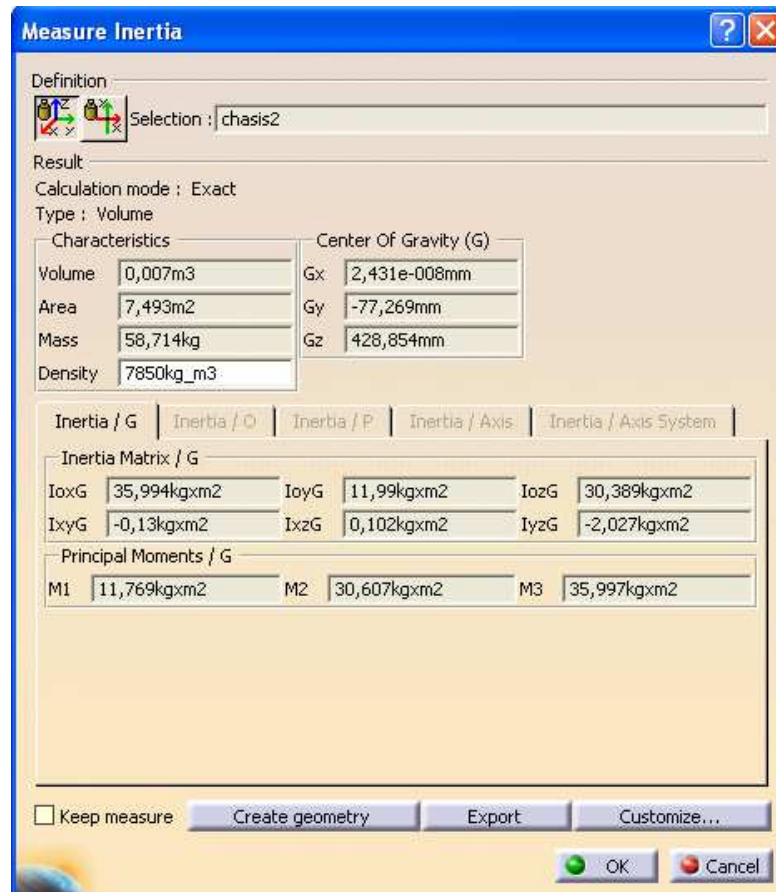 Measure Inertia
Definition
Selection : chasis2
Result
Calculation mode : Exact
Type : Volume
Characteristics Center Of Gravity (G)
Volume 0,007m3 Gx 2,431e-008mm
Area 7,493m2 Gy -77,269mm
Mass 58,714kg Gz 428,854mm
Density 7850kg_m3
Inertia / G Inertia / O Inertia / P Inertia / Axis Inertia / Axis System
Inertia Matrix / G
IoxG 35,994kgxm2 IoyG 11,99kgxm2 IozG 30,389kgxm2
IxyG -0,13kgxm2 IxzG 0,102kgxm2 IyzG -2,027kgxm2
Principal Moments / G
M1 11,769kgxm2 M2 30,607kgxm2 M3 35,997kgxm2
Keep measure Create geometry Export Customize...
OK Cancel